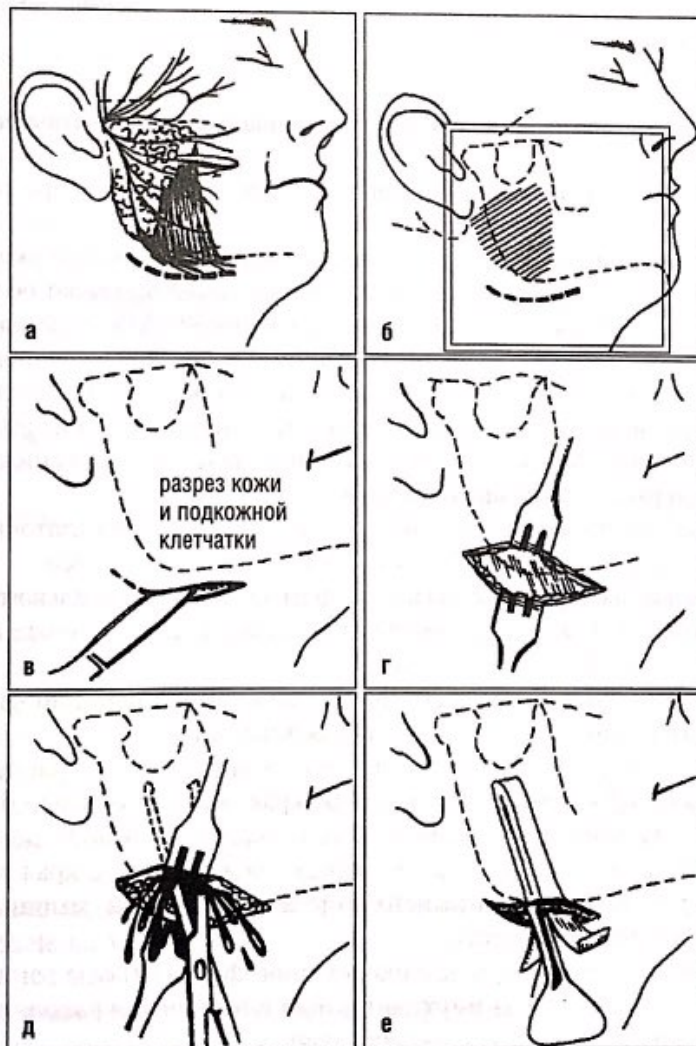 а
б
разрез кожи
и подкожной
клетчатки
в
г
д
е